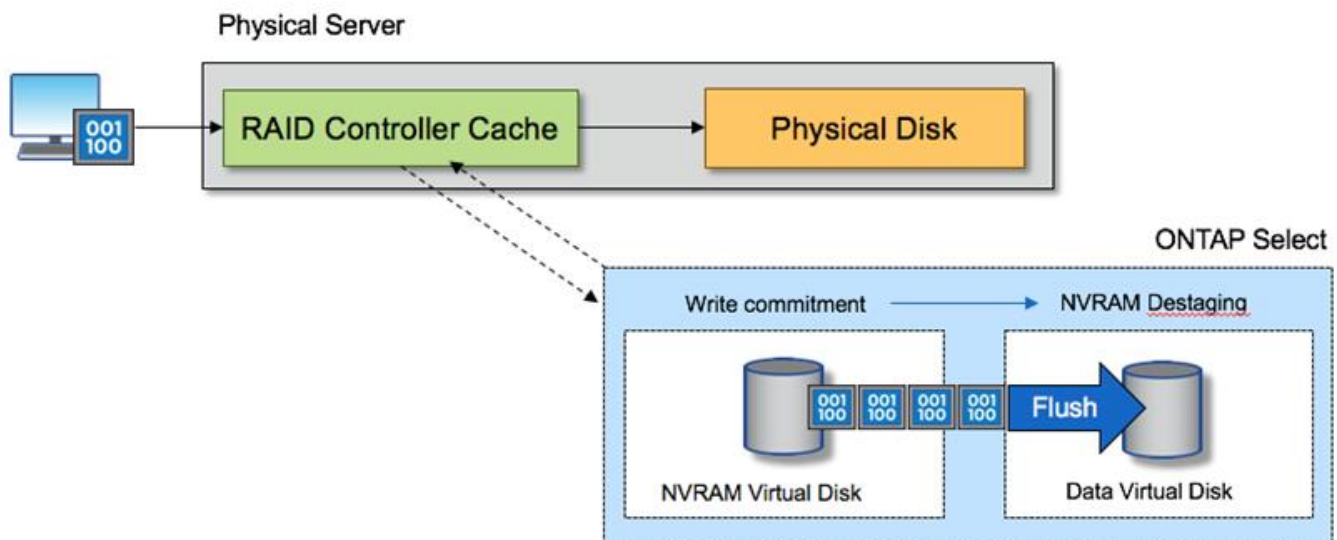 Physical Server
001
100
RAID Controller Cache
Physical Disk
ONTAP Select
Write commitment
NVRAM Destaging
001
100
001
100
001
100
001
100
Flush
NVRAM Virtual Disk
Data Virtual Disk